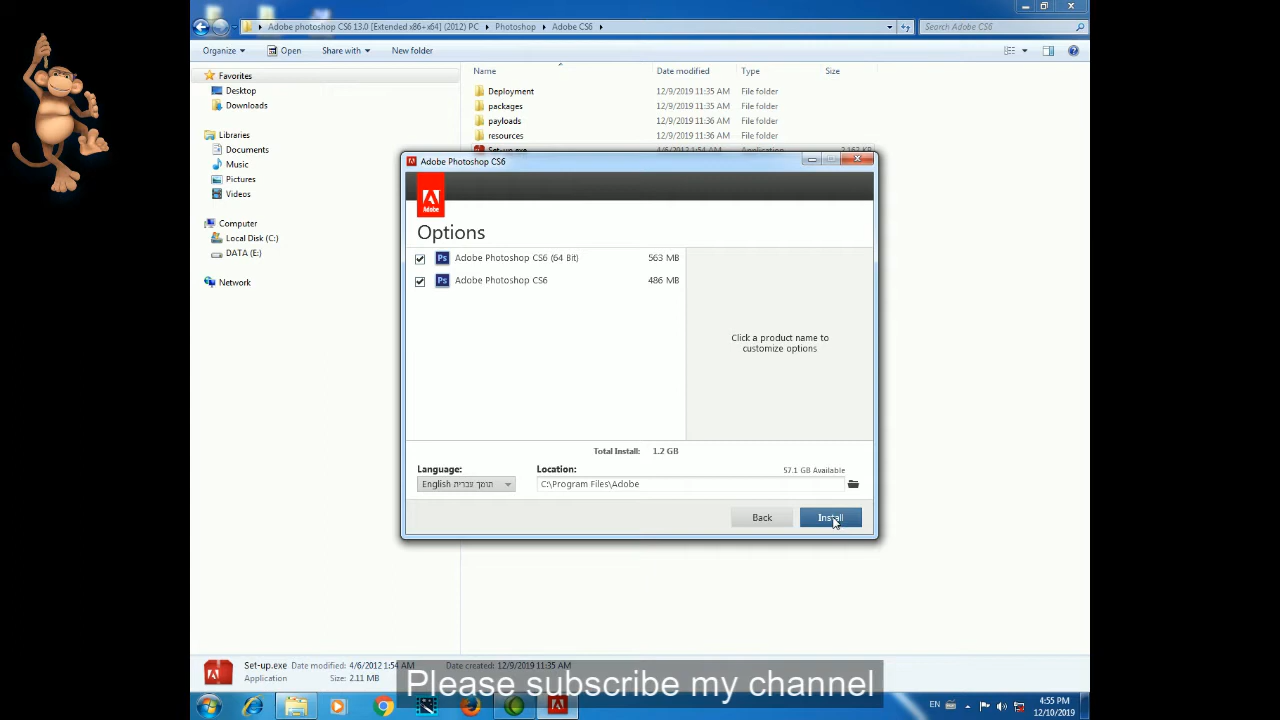 Adobe photoshop CS6 13.0 [Extended x86+x64] (2012) PC ▸ Photoshop ▸ Adobe CS6 ▸
Search Adobe CS6
Organize ▾ Open Share with ▾ New folder
Favorites
Desktop
Downloads
Libraries
Documents
Music
Pictures
Videos
Computer
Local Disk (C:)
DATA (E:)
Network
Name Date modified Type Size
Deployment 12/9/2019 11:35 AM File folder
packages 12/9/2019 11:35 AM File folder
payloads 12/9/2019 11:36 AM File folder
resources 12/9/2019 11:36 AM File folder
Set-up.exe 4/6/2012 1:54 AM Application 2,162 KB
Adobe Photoshop CS6
Adobe
Options
Ps Adobe Photoshop CS6 (64 Bit) 563 MB
Ps Adobe Photoshop CS6 486 MB
Click a product name to
customize options
Total Install: 1.2 GB
Language: Location: 57.1 GB Available
English תומך עברית C:\Program Files\Adobe
Back Install
Set-up.exe Date modified: 4/6/2012 1:54 AM Date created: 12/9/2019 11:35 AM
Application Size: 2.11 MB
Please subscribe my channel
EN 4:55 PM
12/10/2019